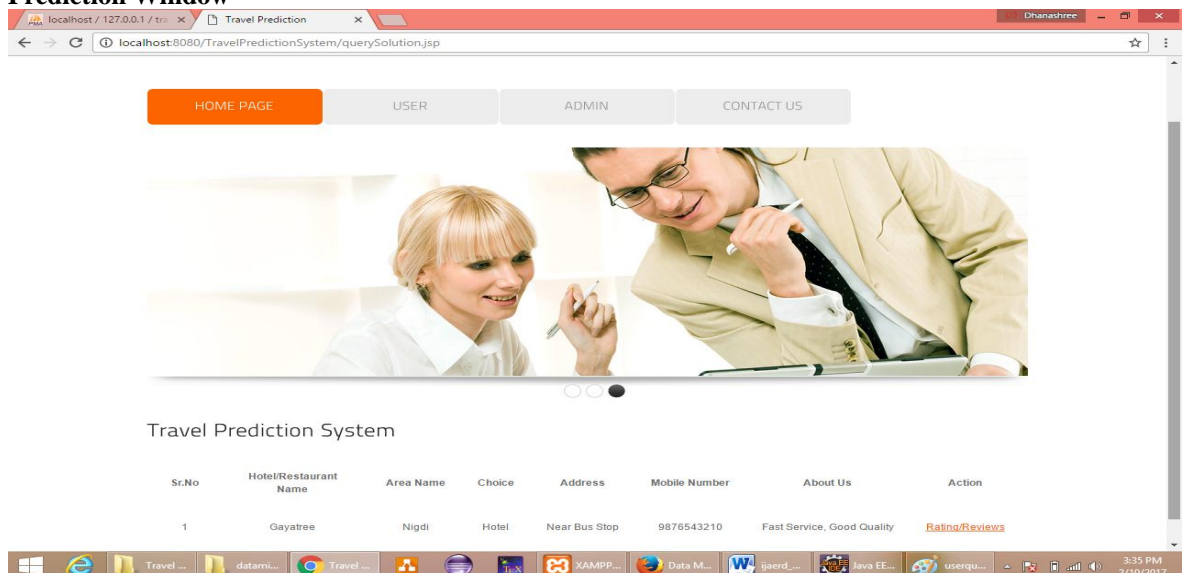 Prediction Window
localhost / 127.0.0.1 / tra Travel Prediction Dhanashree
localhost:8080/TravelPredictionSystem/querySolution.jsp
HOME PAGE USER ADMIN CONTACT US
Travel Prediction System
Sr.No Hotel/Restaurant Name Area Name Choice Address Mobile Number About Us Action
1 Gayatree Nigdi Hotel Near Bus Stop 9876543210 Fast Service, Good Quality Rating/Reviews
Travel ... datami... Travel ... XAMPP... Data M... ijaerd_... Java EE... userqu... 3:35 PM
2/10/2017